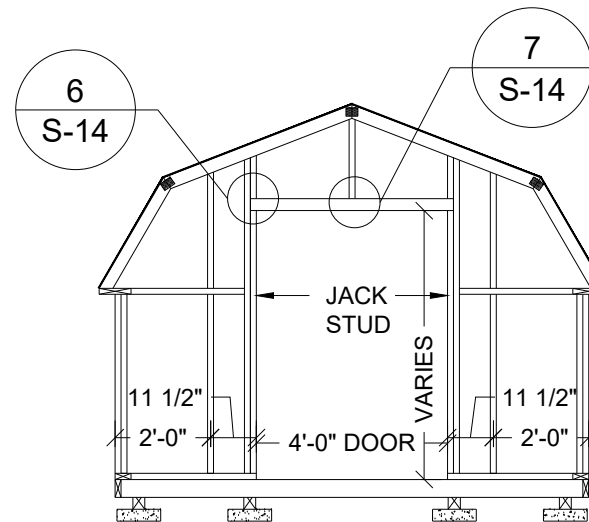 7
S-14
6
S-14
JACK
STUD
VARIES
11 1/2"
11 1/2"
2'-0"
4'-0" DOOR
2'-0"